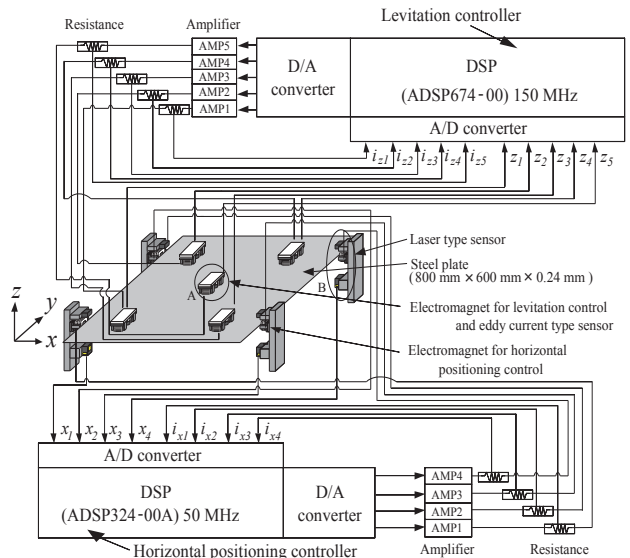 Levitation controller
Resistance
Amplifier
AMP5
AMP4
AMP3
AMP2
AMP1
D/A
converter
DSP
(ADSP674-00) 150 MHz
A/D converter
iz1 iz2 iz3 iz4 iz5 z1 z2 z3 z4 z5
Laser type sensor
Steel plate
(800 mm × 600 mm × 0.24 mm )
A
B
z
y
x
Electromagnet for levitation control
and eddy current type sensor
Electromagnet for horizontal
positioning control
x1 x2 x3 x4 ix1 ix2 ix3 ix4
A/D converter
DSP
(ADSP324-00A) 50 MHz
D/A
converter
AMP4
AMP3
AMP2
AMP1
Amplifier
Resistance
Horizontal positioning controller